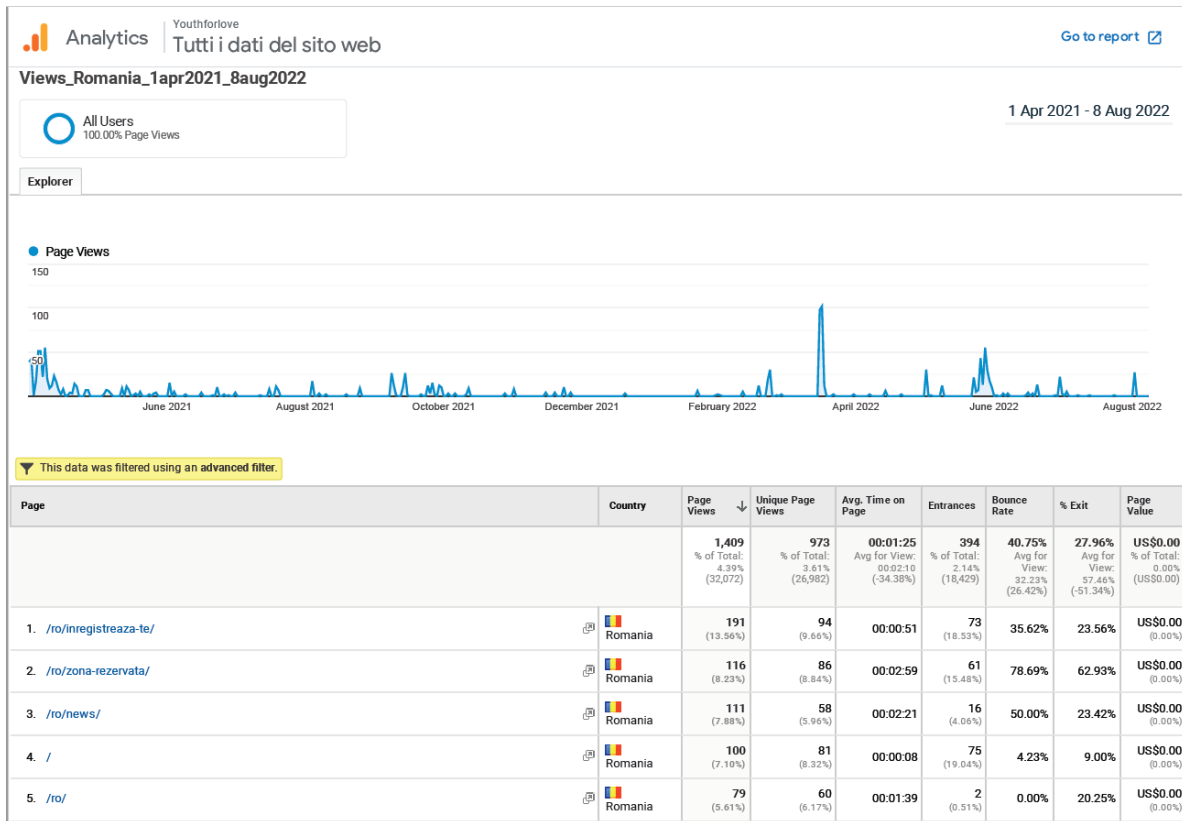 Analytics
Youthforlove
Tutti i dati del sito web
Go to report
Views_Romania_1apr2021_8aug2022
All Users
100.00% Page Views
1 Apr 2021 - 8 Aug 2022
Explorer
Page Views
150
100
50
June 2021 August 2021 October 2021 December 2021 February 2022 April 2022 June 2022 August 2022
This data was filtered using an advanced filter.
Page Country Page Views Unique Page Views Avg. Time on Page Entrances Bounce Rate % Exit Page Value
1,409 973 00:01:25 394 40.75% 27.96% US$0.00
% of Total: 4.39% (32,072) % of Total: 3.61% (26,982) Avg for View: 00:02:10 (-34.38%) % of Total: 2.14% (18,429) Avg for View: 32.23% (26.42%) Avg for View: 57.46% (-51.34%) % of Total: 0.00% (US$0.00)
1. /ro/inregistreaza-te/ Romania 191 (13.56%) 94 (9.66%) 00:00:51 73 (18.53%) 35.62% 23.56% US$0.00 (0.00%)
2. /ro/zona-rezervata/ Romania 116 (8.23%) 86 (8.84%) 00:02:59 61 (15.48%) 78.69% 62.93% US$0.00 (0.00%)
3. /ro/news/ Romania 111 (7.88%) 58 (5.96%) 00:02:21 16 (4.06%) 50.00% 23.42% US$0.00 (0.00%)
4. / Romania 100 (7.10%) 81 (8.32%) 00:00:08 75 (19.04%) 4.23% 9.00% US$0.00 (0.00%)
5. /ro/ Romania 79 (5.61%) 60 (6.17%) 00:01:39 2 (0.51%) 0.00% 20.25% US$0.00 (0.00%)